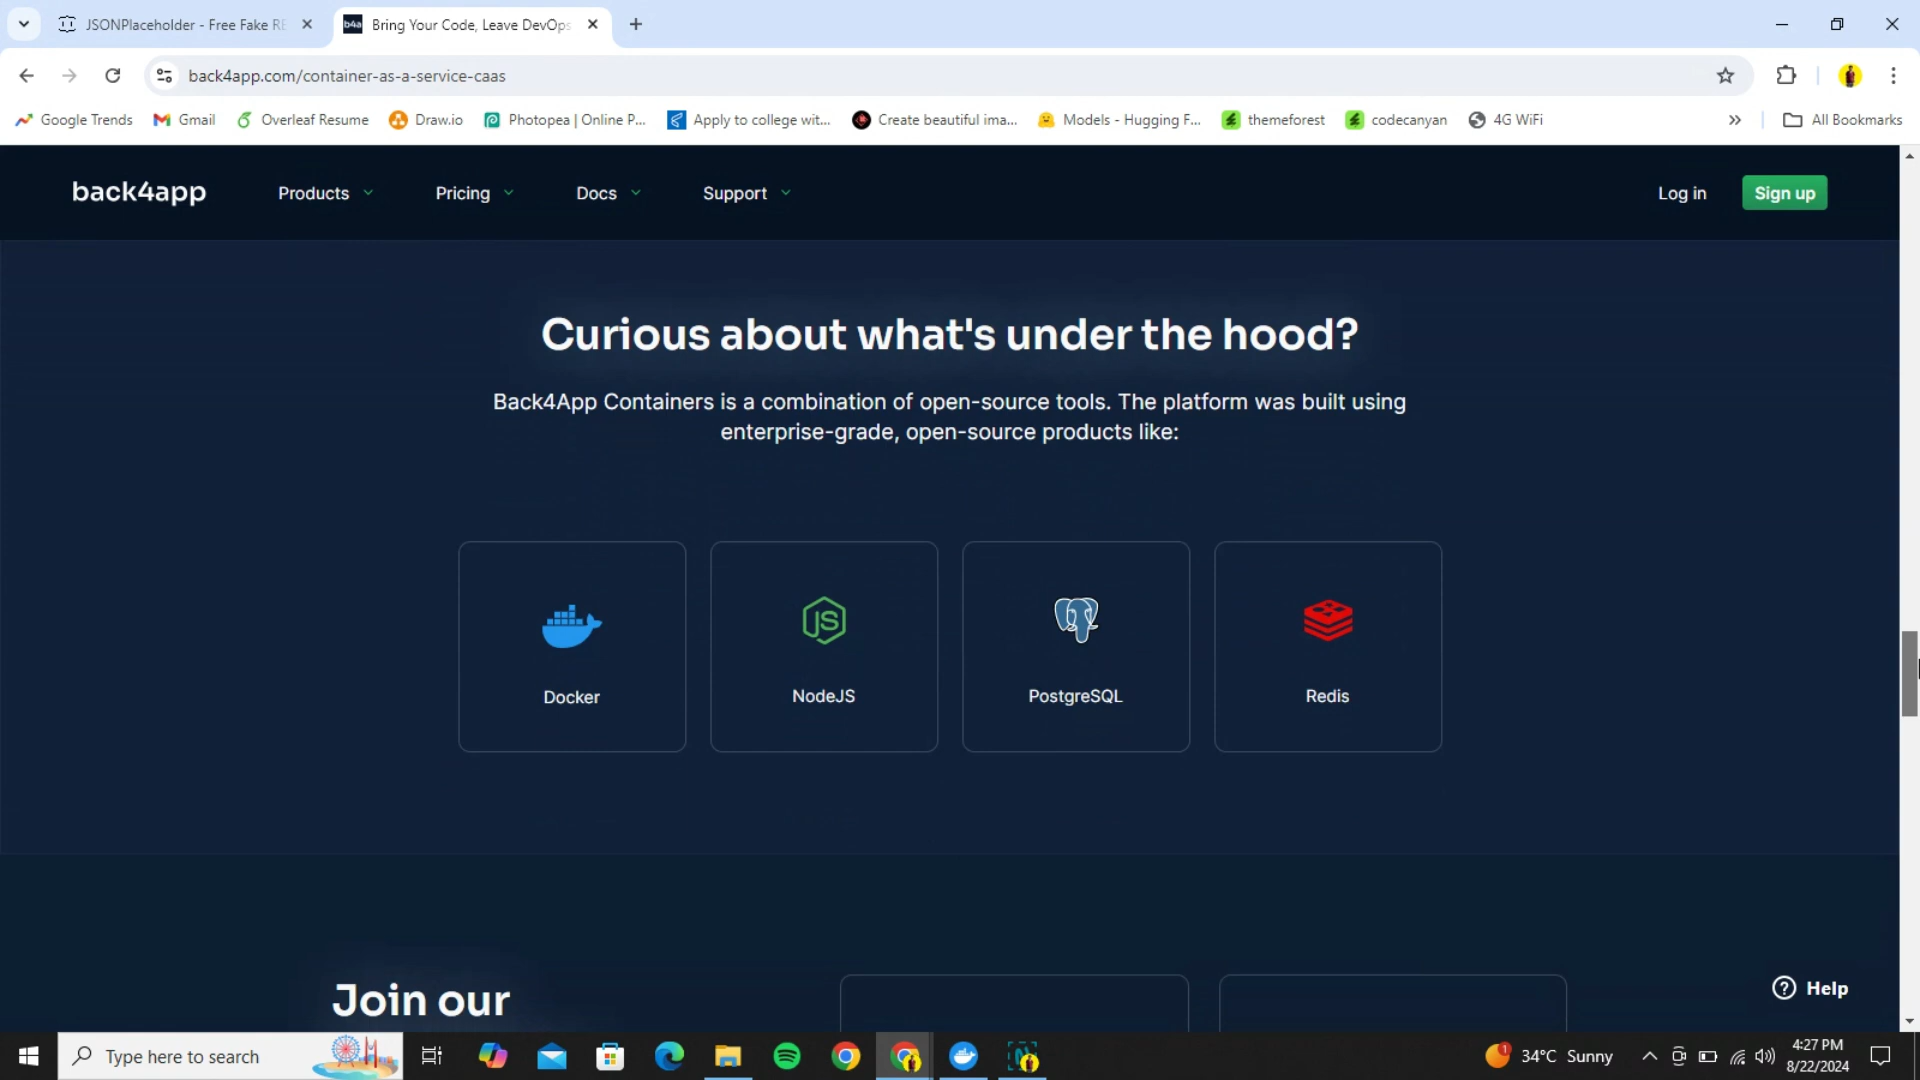 JSONPlaceholder - Free Fake RE
b4a Bring Your Code, Leave DevOps
back4app.com/container-as-a-service-caas
Google Trends Gmail Overleaf Resume Draw.io Photopea | Online P... Apply to college wit... Create beautiful ima... Models - Hugging F... themeforest codecanyan 4G WiFi » All Bookmarks
back4app Products Pricing Docs Support Log in Sign up
Curious about what's under the hood?
Back4App Containers is a combination of open-source tools. The platform was built using
enterprise-grade, open-source products like:
JS
Docker NodeJS PostgreSQL Redis
Join our
? Help
Type here to search 1 34°C Sunny 4:27 PM
8/22/2024